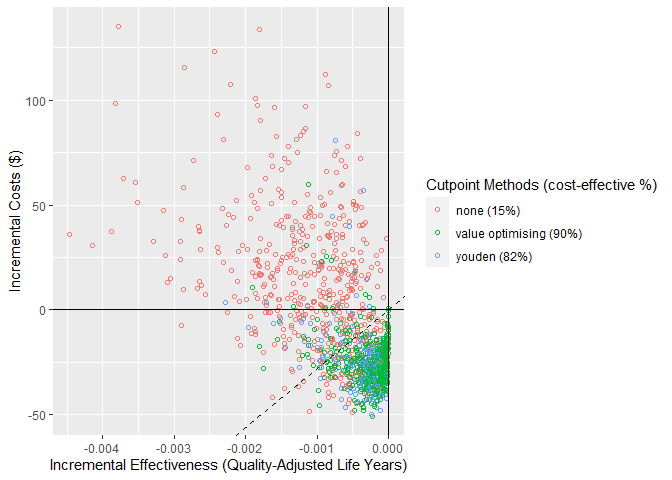 Incremental Costs ($)
100
50
0
-50
-0.004 -0.003 -0.002 -0.001 0.000
Incremental Effectiveness (Quality-Adjusted Life Years)
Cutpoint Methods (cost-effective %)
none (15%)
value optimising (90%)
youden (82%)